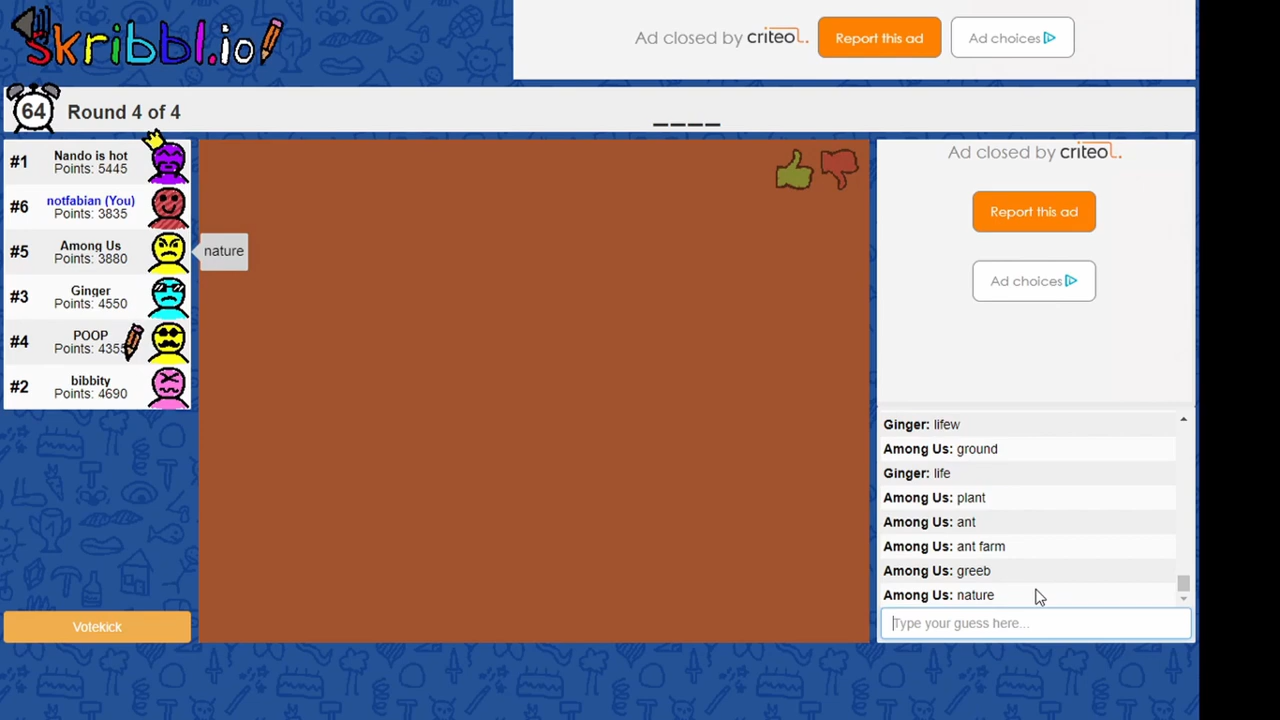 skribbl.io
Ad closed by criteo.
Report this ad
Ad choices
64
Round 4 of 4
_ _ _ _
#1
Nando is hot
Points: 5445
#6
notfabian (You)
Points: 3835
#5
Among Us
Points: 3880
nature
#3
Ginger
Points: 4550
#4
POOP
Points: 4355
#2
bibbity
Points: 4690
Votekick
Ad closed by criteo.
Report this ad
Ad choices
Ginger: lifew
Among Us: ground
Ginger: life
Among Us: plant
Among Us: ant
Among Us: ant farm
Among Us: greeb
Among Us: nature
Type your guess here...